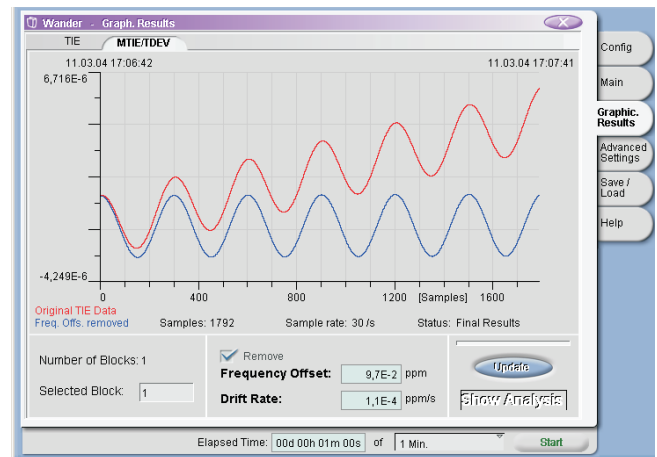 Wander - Graph. Results
TIE MTIE/TDEV
11.03.04 17:06:42 11.03.04 17:07:41
6,716E-6
-4,249E-6
0 400 800 1200 [Samples] 1600
Original TIE Data
Freq. Offs. removed Samples: 1792 Sample rate: 30 /s Status: Final Results
Number of Blocks: 1
Selected Block: 1
Remove
Frequency Offset: 9,7E-2 ppm
Drift Rate: 1,1E-4 ppm/s
Update
Show Analysis
Elapsed Time: 00d 00h 01m 00s of 1 Min. Start
Config
Main
Graphic.
Results
Advanced
Settings
Save /
Load
Help